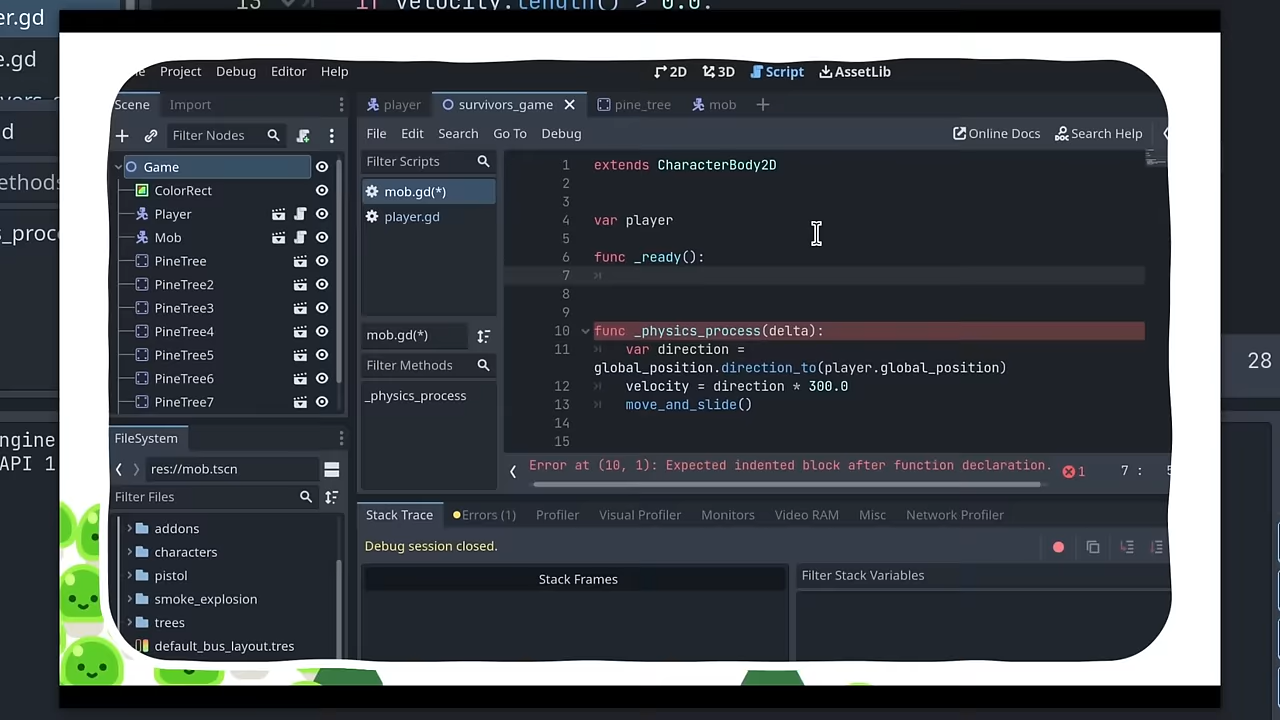 er.gd
13
if velocity.length() > 0.0.
e.gd
d
ethods
s_proc
ngine
API 1
28
Project Debug Editor Help
2D 3D Script AssetLib
Scene Import
player survivors_game pine_tree mob
Filter Nodes
File Edit Search Go To Debug
Online Docs Search Help
Game
ColorRect
Player
Mob
PineTree
PineTree2
PineTree3
PineTree4
PineTree5
PineTree6
PineTree7
Filter Scripts
mob.gd(*)
player.gd
mob.gd(*)
Filter Methods
_physics_process
1 extends CharacterBody2D
2
3
4 var player
5
6 func _ready():
7
8
9
10 func _physics_process(delta):
11 var direction =
global_position.direction_to(player.global_position)
12 velocity = direction * 300.0
13 move_and_slide()
14
15
Error at (10, 1): Expected indented block after function declaration.
1 7 :
FileSystem
res://mob.tscn
Filter Files
addons
characters
pistol
smoke_explosion
trees
default_bus_layout.tres
Stack Trace Errors (1) Profiler Visual Profiler Monitors Video RAM Misc Network Profiler
Debug session closed.
Stack Frames
Filter Stack Variables